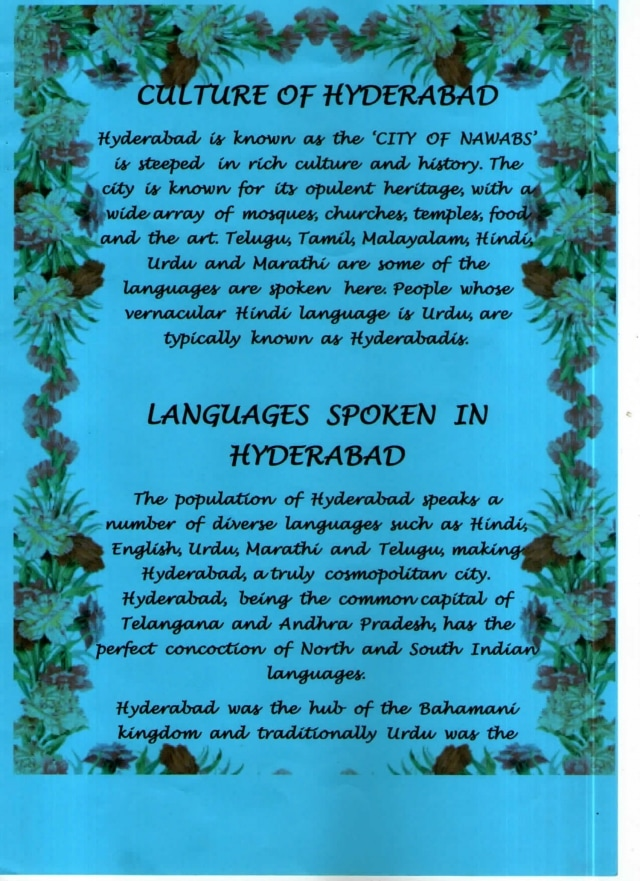 CULTURE OF HYDERABAD
Hyderabad is known as the 'CITY OF NAWABS'
is steeped in rich culture and history. The
city is known for its opulent heritage, with a
wide array of mosques, churches, temples, food
and the art. Telugu, Tamil, Malayalam, Hindi,
Urdu and Marathi are some of the
languages are spoken here. People whose
vernacular Hindi language is Urdu, are
typically known as Hyderabadis.
LANGUAGES SPOKEN IN
HYDERABAD
The population of Hyderabad speaks a
number of diverse languages such as Hindi,
English, Urdu, Marathi and Telugu, making
Hyderabad, a truly cosmopolitan city.
Hyderabad, being the common capital of
Telangana and Andhra Pradesh, has the
perfect concoction of North and South Indian
languages.
Hyderabad was the hub of the Bahamani
kingdom and traditionally Urdu was the